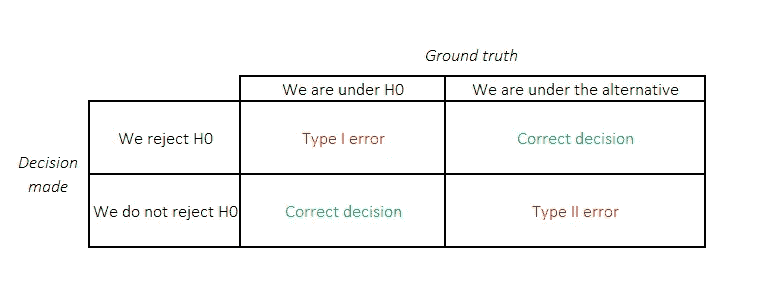 Ground truth
We are under H0
We are under the alternative
We reject H0
Type I error
Correct decision
Decision
made
We do not reject H0
Correct decision
Type II error